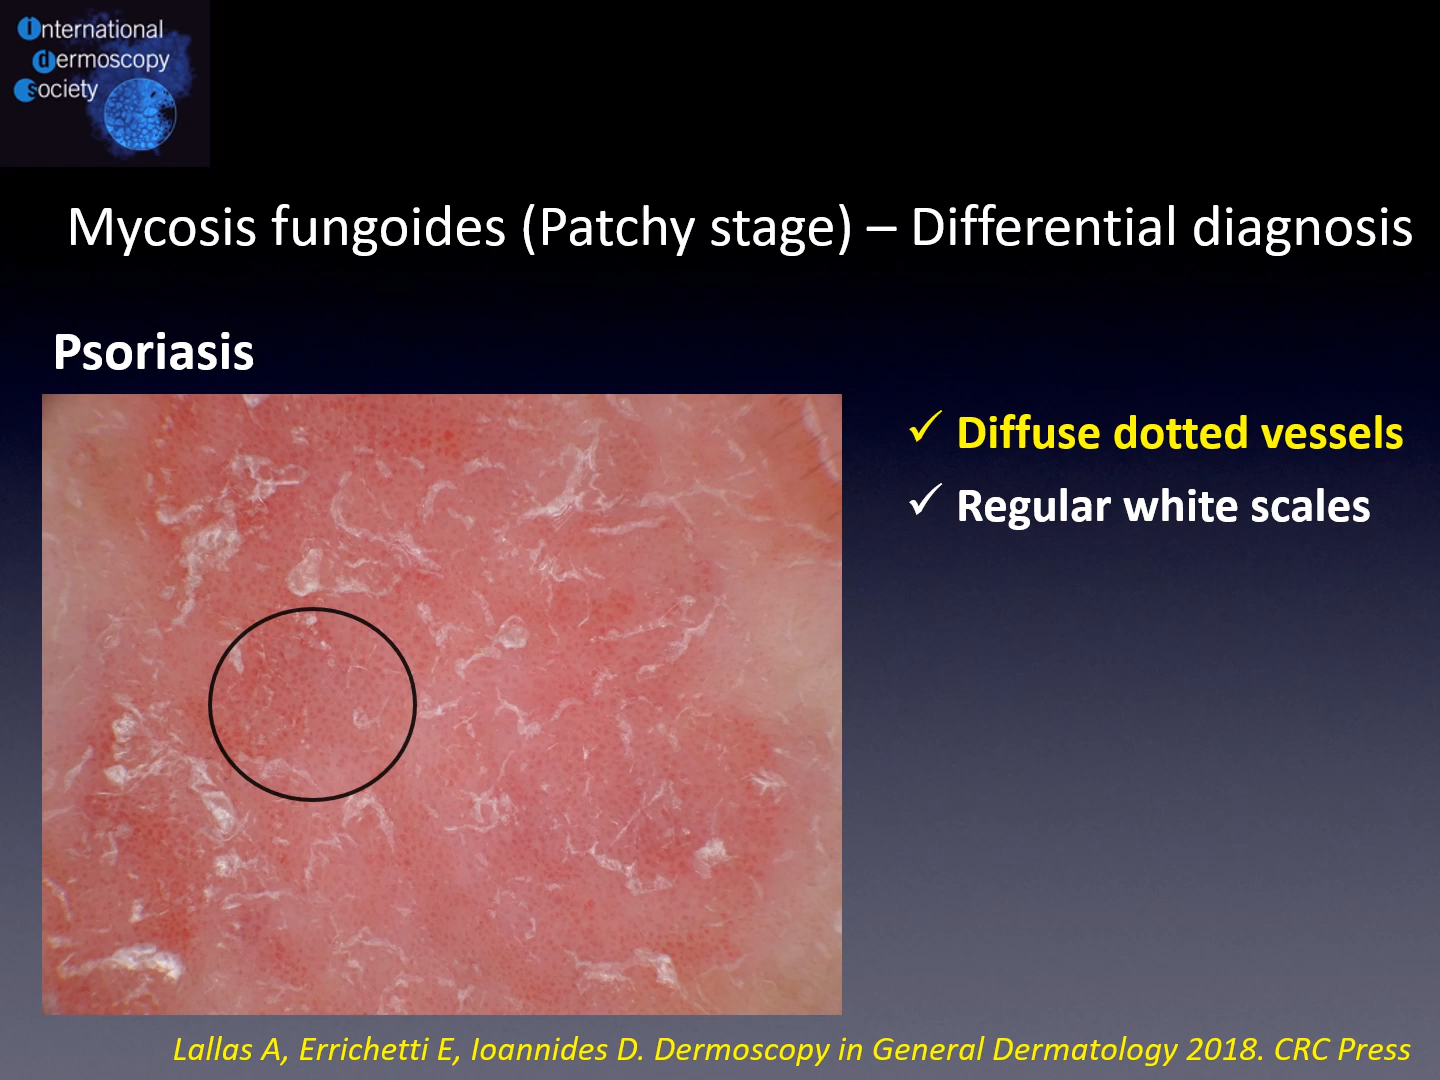 international
dermoscopy
society
Mycosis fungoides (Patchy stage) – Differential diagnosis
Psoriasis
✓ Diffuse dotted vessels
✓ Regular white scales
Lallas A, Errichetti E, Ioannides D. Dermoscopy in General Dermatology 2018. CRC Press